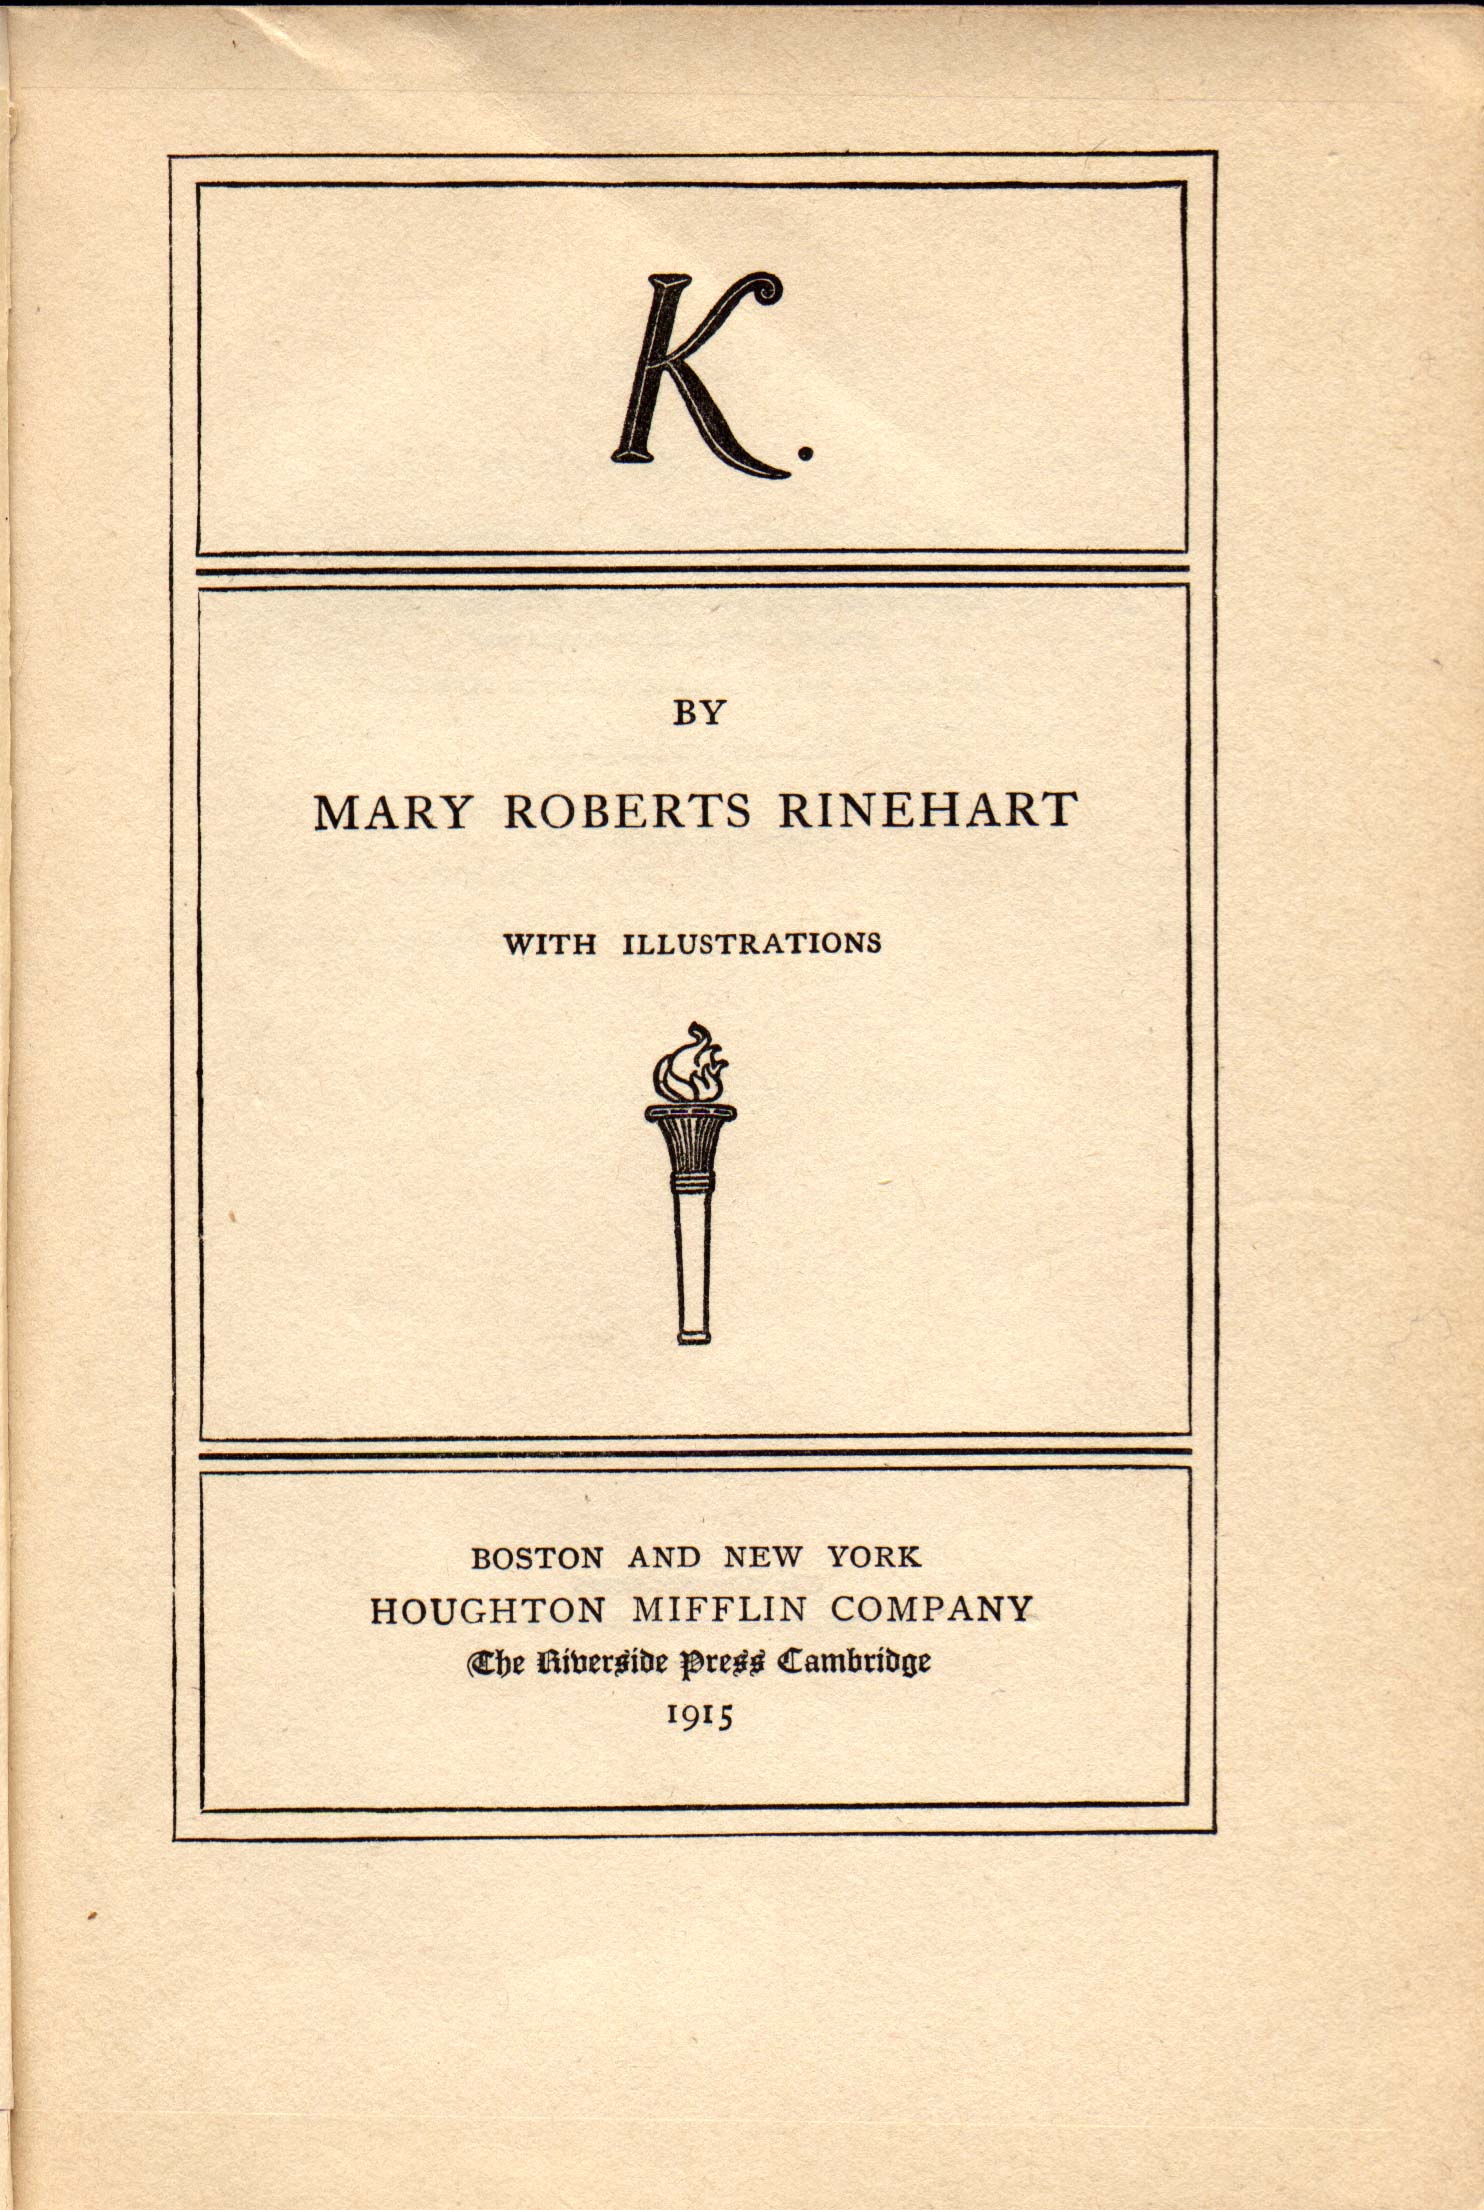 K.
BY
MARY ROBERTS RINEHART
WITH ILLUSTRATIONS
BOSTON AND NEW YORK
HOUGHTON MIFFLIN COMPANY
The Riverside Press Cambridge
1915